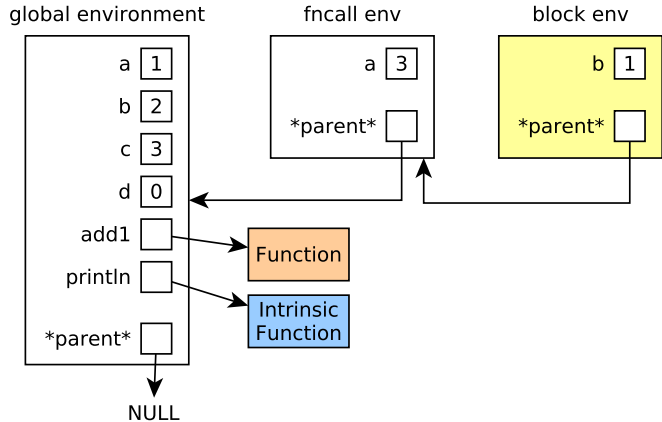 global environment
a 1
b 2
c 3
d 0
add1
println
*parent*
NULL
Function
Intrinsic
Function
fncall env
a 3
*parent*
block env
b 1
*parent*